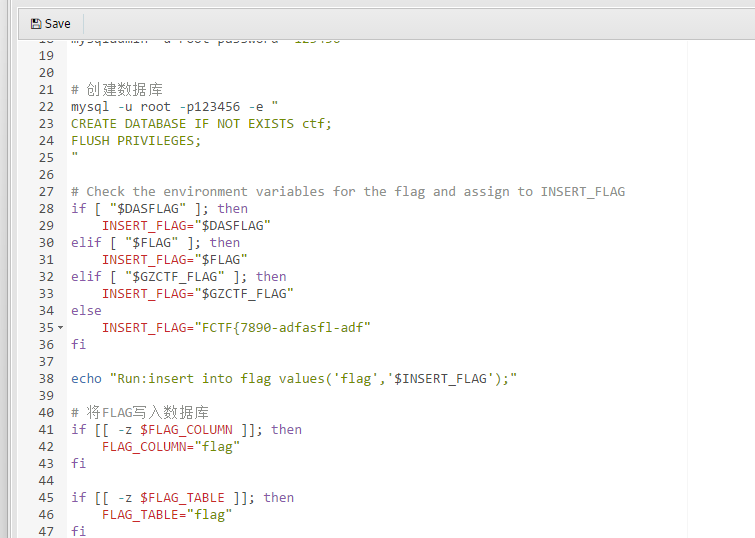 Save
18 mysqladmin -u root password '123456'
19
20
21 # 创建数据库
22 mysql -u root -p123456 -e "
23 CREATE DATABASE IF NOT EXISTS ctf;
24 FLUSH PRIVILEGES;
25 "
26
27 # Check the environment variables for the flag and assign to INSERT_FLAG
28 if [ "$DASFLAG" ]; then
29 INSERT_FLAG="$DASFLAG"
30 elif [ "$FLAG" ]; then
31 INSERT_FLAG="$FLAG"
32 elif [ "$GZCTF_FLAG" ]; then
33 INSERT_FLAG="$GZCTF_FLAG"
34 else
35 INSERT_FLAG="FCTF{7890-adfasfl-adf"
36 fi
37
38 echo "Run:insert into flag values('flag','$INSERT_FLAG');"
39
40 # 将FLAG写入数据库
41 if [[ -z $FLAG_COLUMN ]]; then
42 FLAG_COLUMN="flag"
43 fi
44
45 if [[ -z $FLAG_TABLE ]]; then
46 FLAG_TABLE="flag"
47 fi